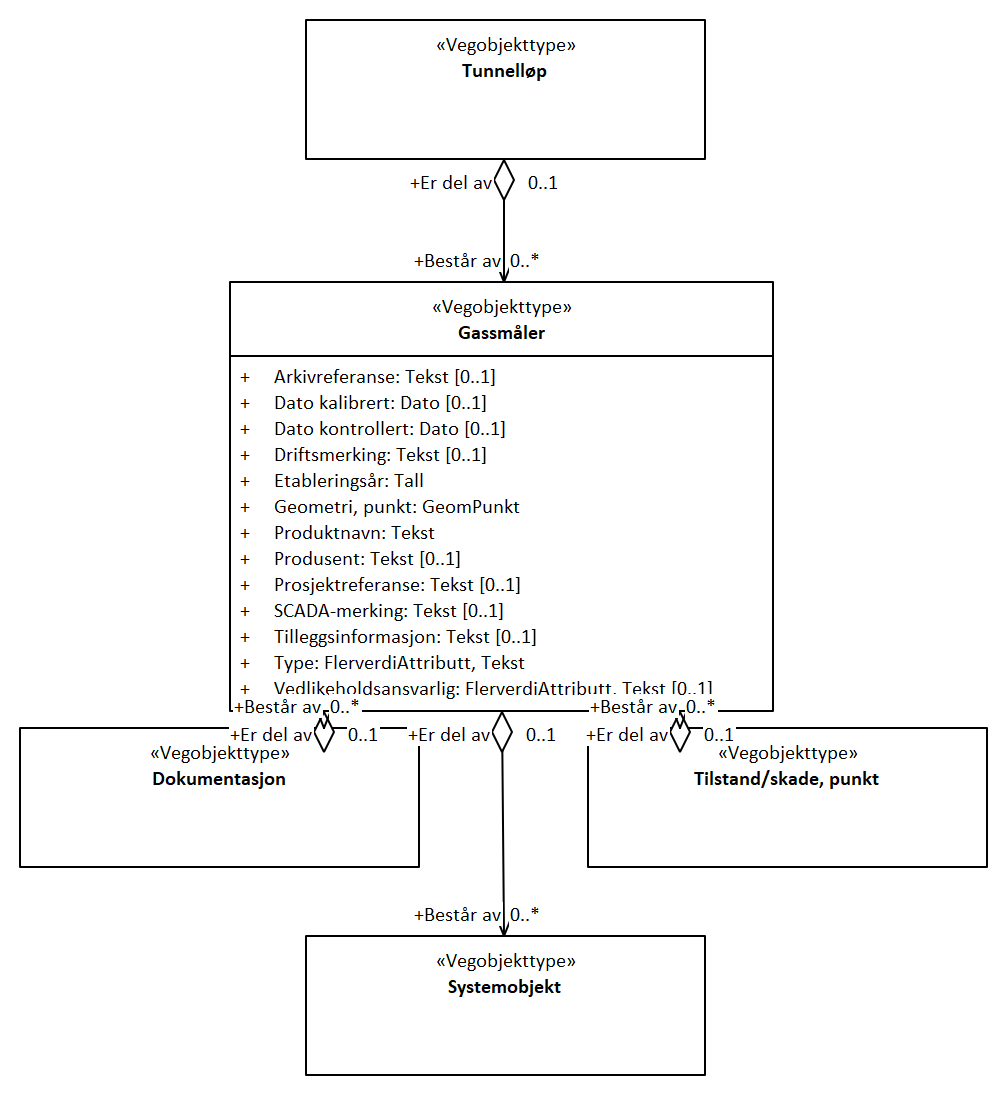 «Vegobjekttype»
Tunnelløp
+Er del av 0..1
+Består av 0..*
«Vegobjekttype»
Gassmåler
+ Arkivreferanse: Tekst [0..1]
+ Dato kalibrert: Dato [0..1]
+ Dato kontrollert: Dato [0..1]
+ Driftsmerking: Tekst [0..1]
+ Etableringsår: Tall
+ Geometri, punkt: GeomPunkt
+ Produktnavn: Tekst
+ Produsent: Tekst [0..1]
+ Prosjektreferanse: Tekst [0..1]
+ SCADA-merking: Tekst [0..1]
+ Tilleggsinformasjon: Tekst [0..1]
+ Type: FlerverdiAttributt, Tekst
+ Vedlikeholdsansvarlig: FlerverdiAttributt, Tekst [0..1]
+Består av 0..* +Består av 0..*
+Er del av 0..1 +Er del av 0..1 +Er del av 0..1
«Vegobjekttype» «Vegobjekttype»
Dokumentasjon Tilstand/skade, punkt
+Består av 0..*
«Vegobjekttype»
Systemobjekt